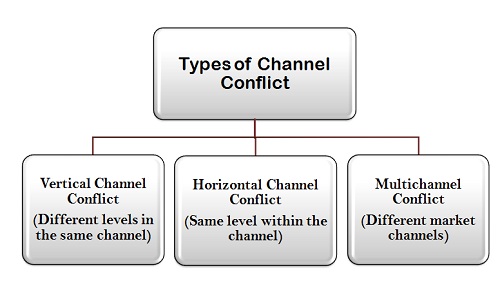 Types of Channel
Conflict
Vertical Channel
Conflict
(Different levels in
the same channel)
Horizontal Channel
Conflict
(Same level within the
channel)
Multichannel
Conflict
(Different market
channels)